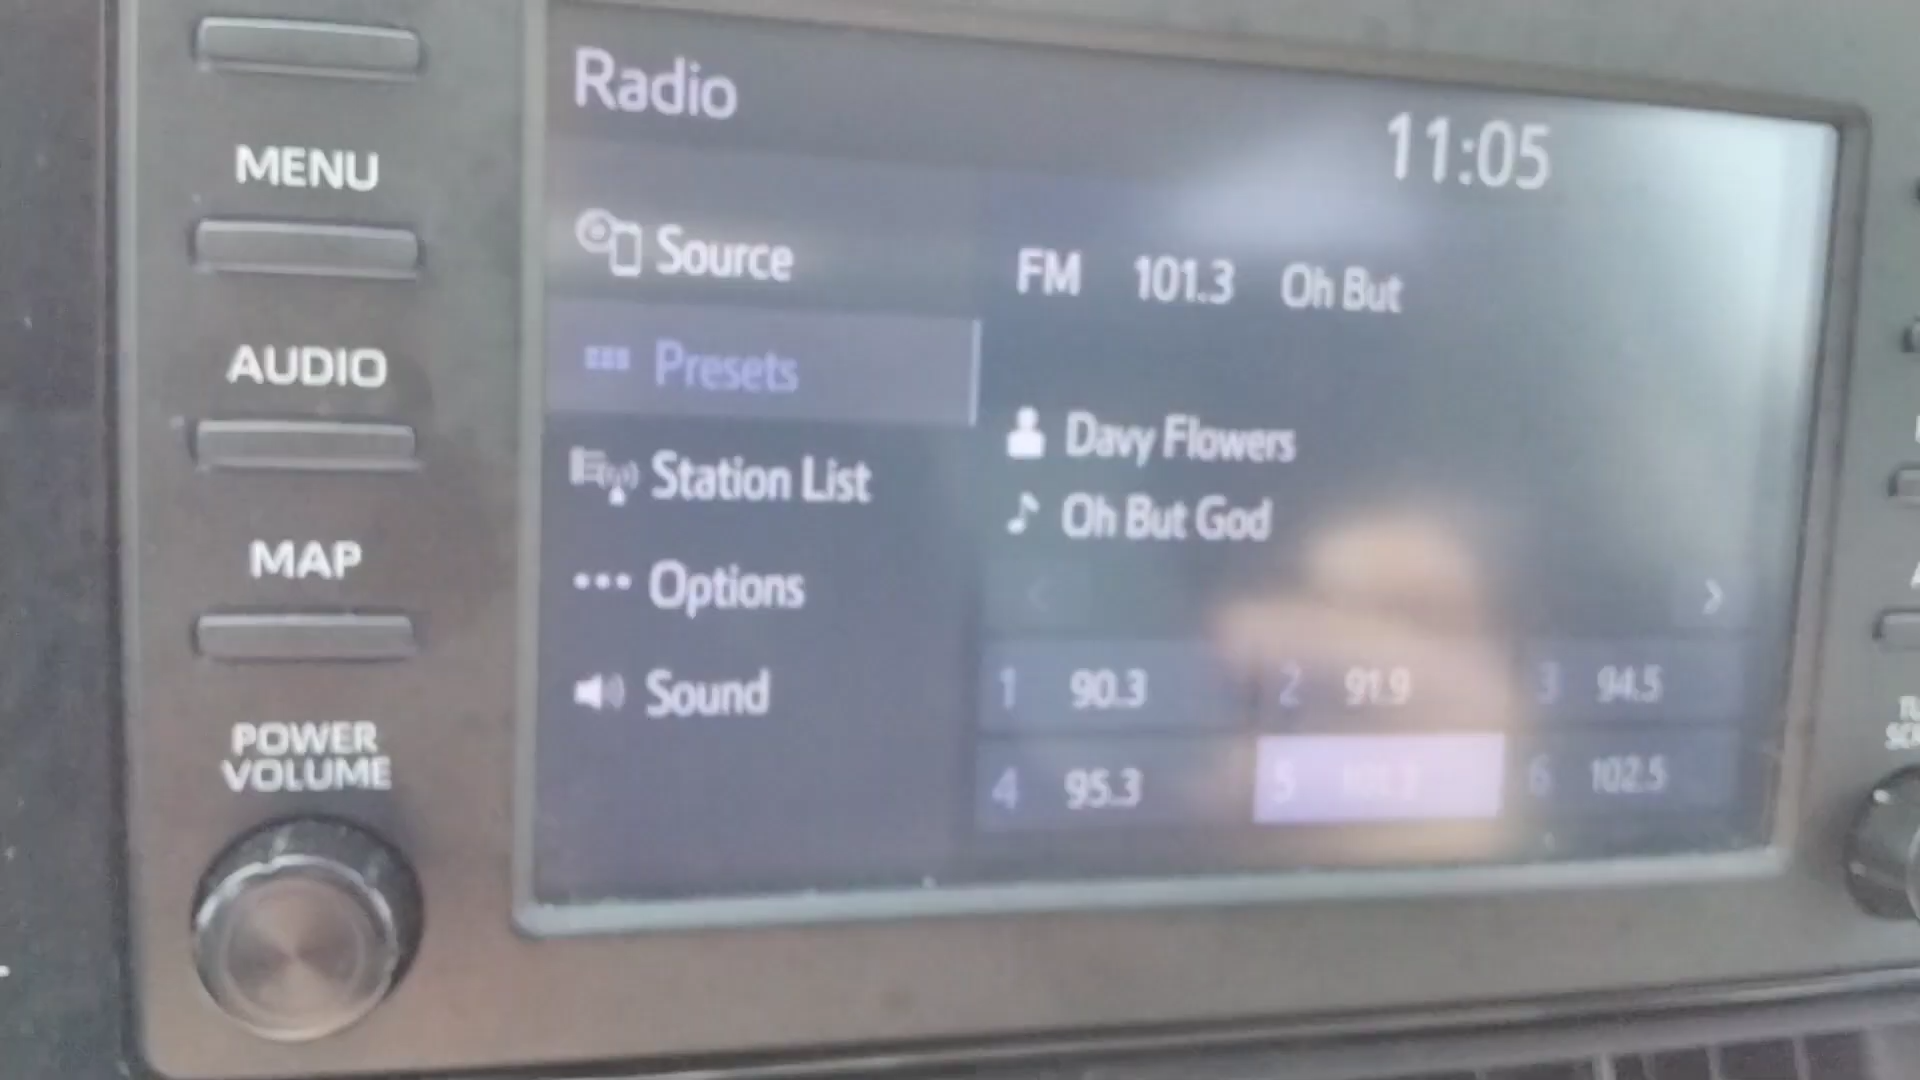 Radio
11:05
MENU
AUDIO
MAP
POWER
VOLUME
Source
Presets
Station List
Options
Sound
FM 101.3 Oh But
Davy Flowers
Oh But God
1 90.3
2 91.9
3 94.5
4 95.3
5 101.3
6 102.5